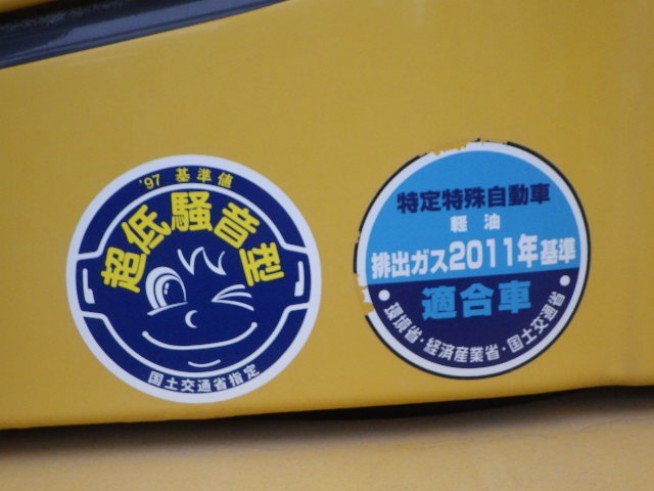 '97 基準値
超低騒音型
国土交通省指定
特定特殊自動車
軽油
排出ガス2011年基準
適合車
•環境省・経済産業省・国土交通省•